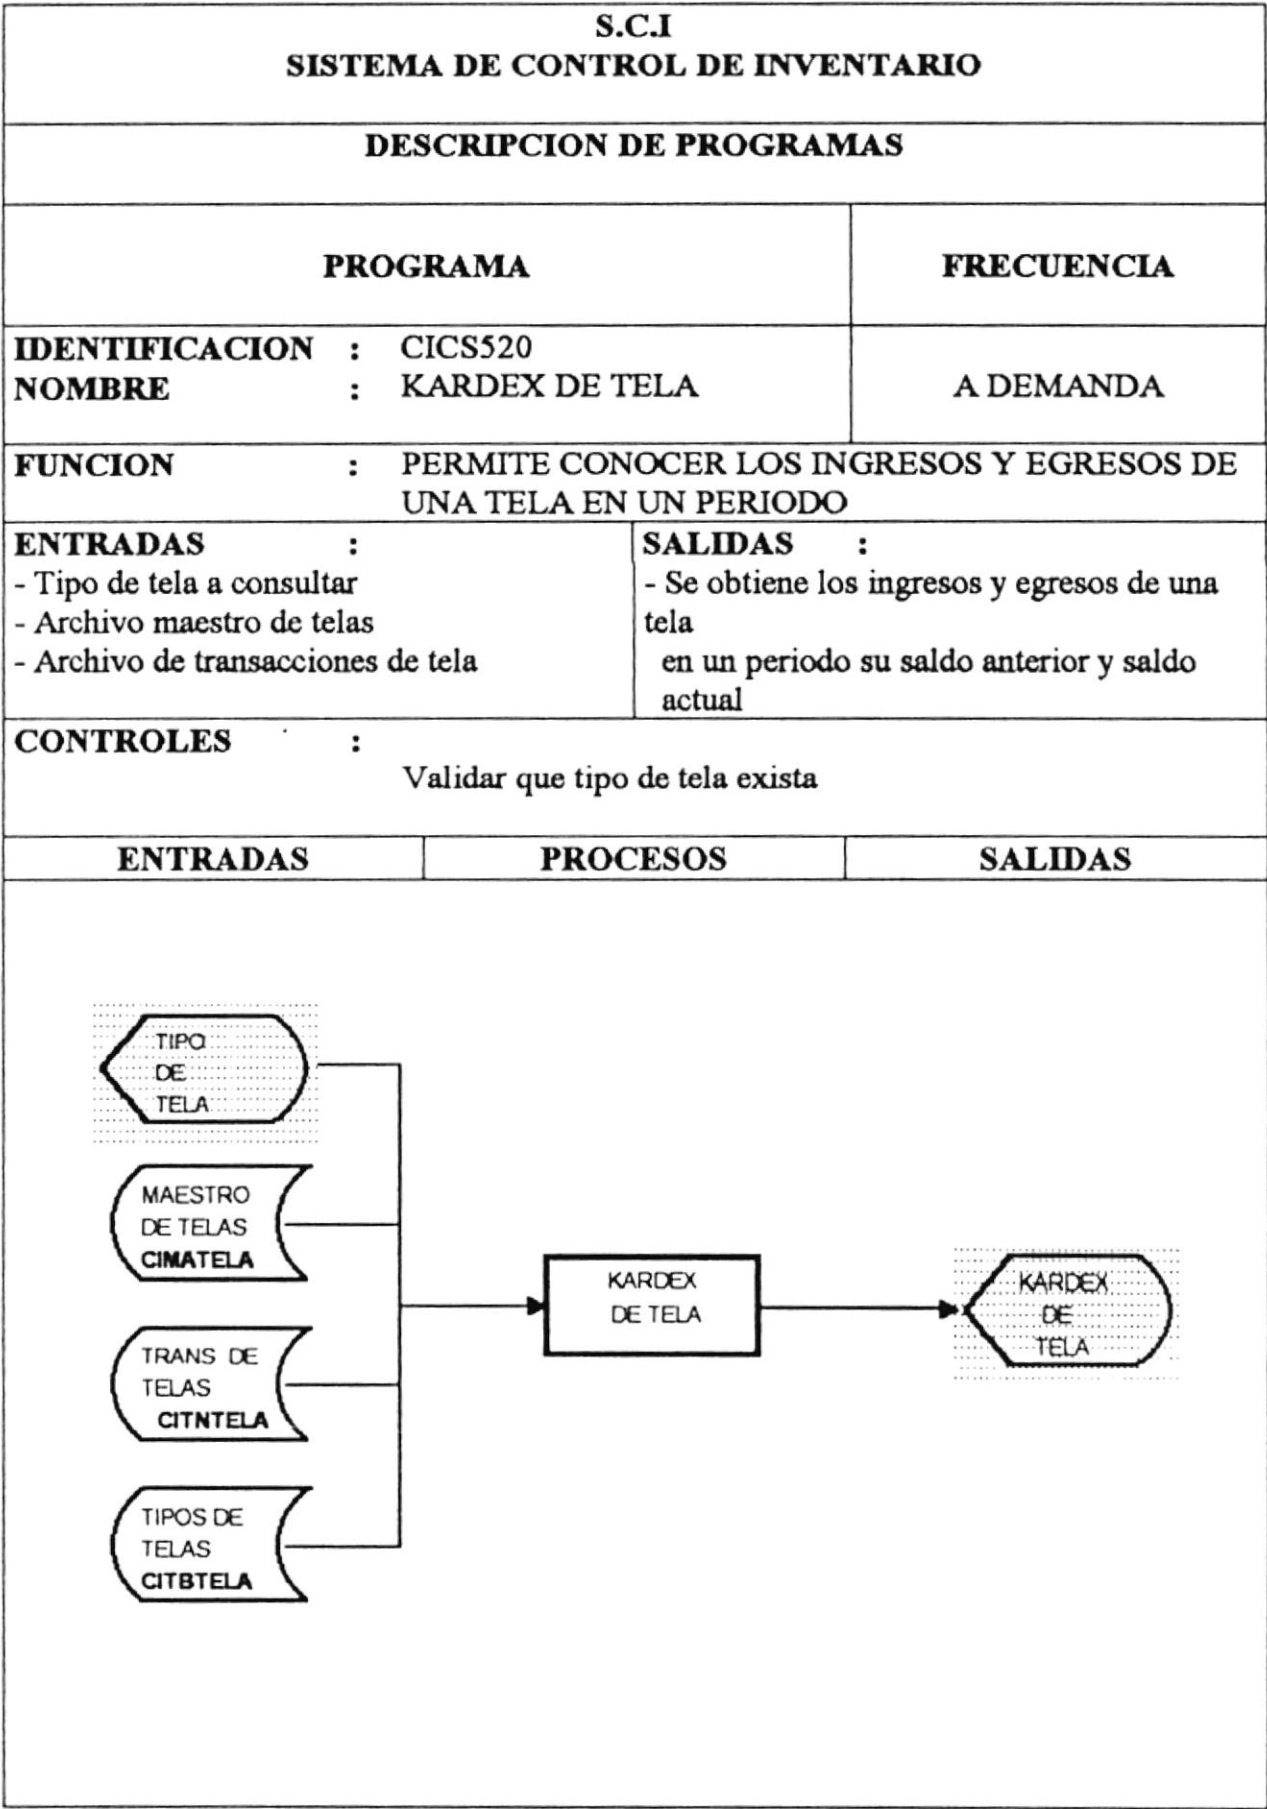 S.C.I
SISTEMA DE CONTROL DE INVENTARIO
DESCRIPCION DE PROGRAMAS
PROGRAMA
FRECUENCIA
IDENTIFICACION : CICS520
NOMBRE : KARDEX DE TELA
A DEMANDA
FUNCION : PERMITE CONOCER LOS INGRESOS Y EGRESOS DE
UNA TELA EN UN PERIODO
ENTRADAS :
- Tipo de tela a consultar
- Archivo maestro de telas
- Archivo de transacciones de tela
SALIDAS :
- Se obtiene los ingresos y egresos de una
tela
en un periodo su saldo anterior y saldo
actual
CONTROLES :
Validar que tipo de tela exista
ENTRADAS
PROCESOS
SALIDAS
TIPO
DE
TELA
MAESTRO
DE TELAS
CIMATELA
TRANS DE
TELAS
CITNTELA
TIPOS DE
TELAS
CITBTELA
KARDEX
DE TELA
KARDEX
DE
TELA